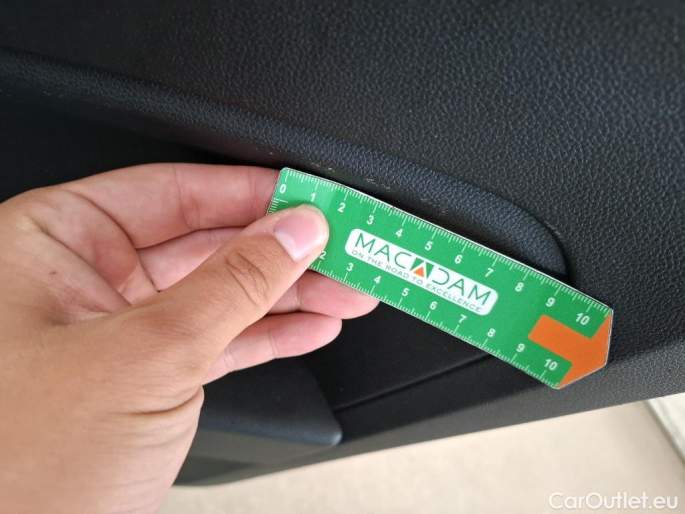 0 1 2 3 4 5 6 7 8 9 10
MACADAM
ON THE ROAD TO EXCELLENCE
2 3 4 5 6 7 8 9 10
CarOutlet.eu